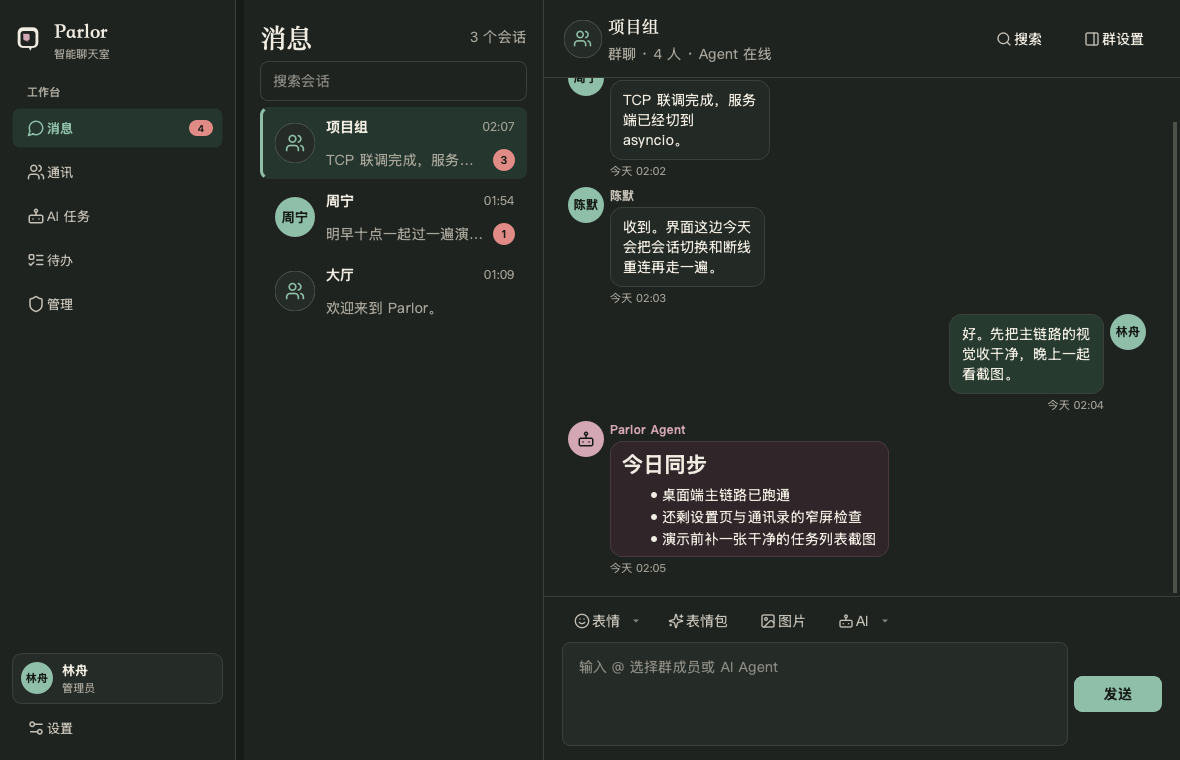 Parlor
智能聊天室
工作台
消息
4
通讯
AI 任务
待办
管理
林舟
林舟
管理员
设置
消息
3 个会话
搜索会话
项目组
02:07
TCP 联调完成，服务…
3
周宁
周宁
01:54
明早十点一起过一遍演…
1
大厅
01:09
欢迎来到 Parlor。
项目组
群聊 · 4 人 · Agent 在线
搜索
群设置
周宁
TCP 联调完成，服务
端已经切到
asyncio。
今天 02:02
陈默
陈默
收到。界面这边今天
会把会话切换和断线
重连再走一遍。
今天 02:03
好。先把主链路的视
觉收干净，晚上一起
看截图。
林舟
今天 02:04
Parlor Agent
今日同步
• 桌面端主链路已跑通
• 还剩设置页与通讯录的窄屏检查
• 演示前补一张干净的任务列表截图
今天 02:05
表情
表情包
图片
AI
输入 @ 选择群成员或 AI Agent
发送